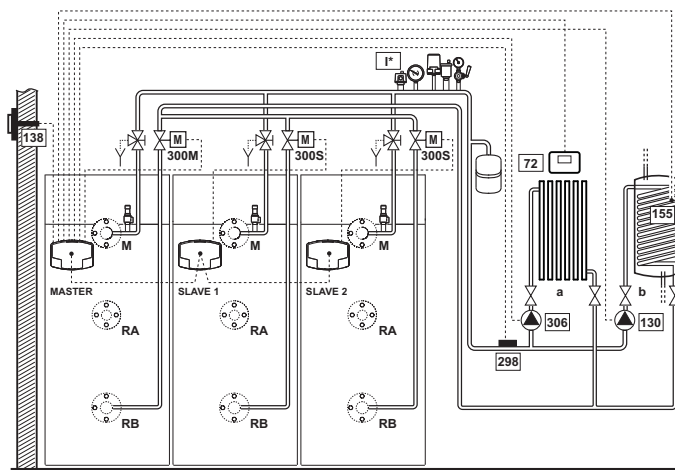 I*
138
M
300M
M
300S
M
300S
72
155
M
M
M
MASTER
SLAVE 1
SLAVE 2
a
b
RA
RA
RA
306
130
298
RB
RB
RB